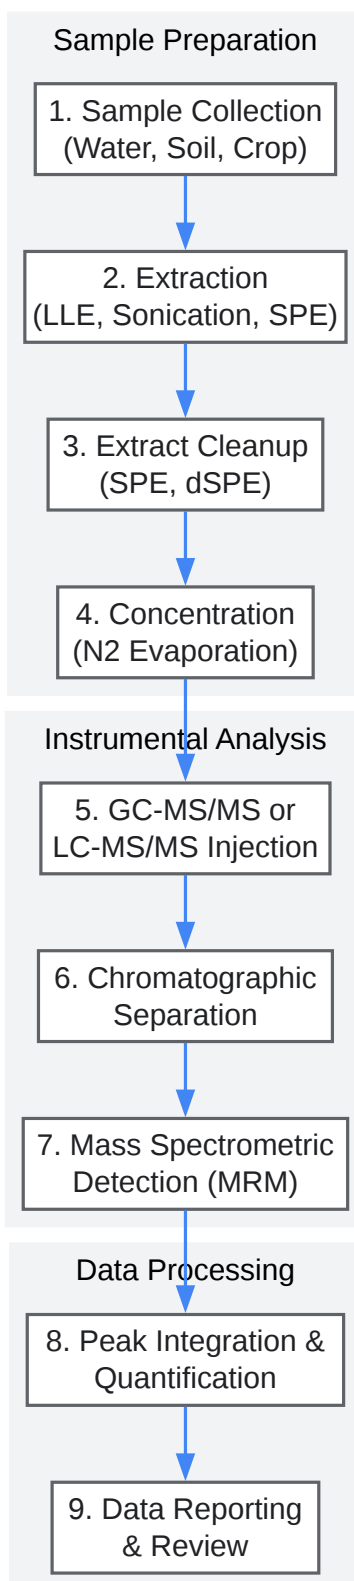 Sample Preparation
1. Sample Collection
(Water, Soil, Crop)
2. Extraction
(LLE, Sonication, SPE)
3. Extract Cleanup
(SPE, dSPE)
4. Concentration
(N2 Evaporation)
Instrumental Analysis
5. GC-MS/MS or
LC-MS/MS Injection
6. Chromatographic
Separation
7. Mass Spectrometric
Detection (MRM)
Data Processing
8. Peak Integration &
Quantification
9. Data Reporting
& Review